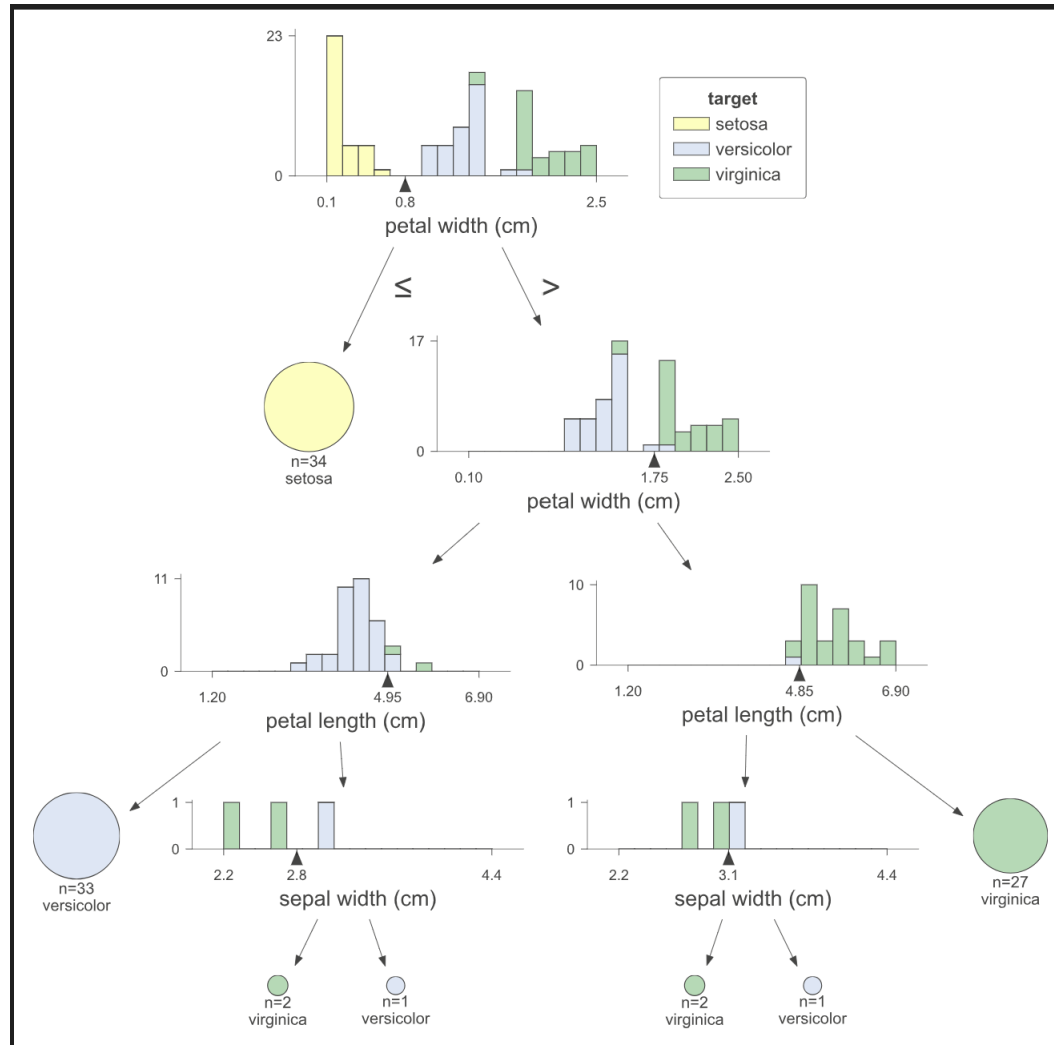 23
0
0.1
0.8
2.5
petal width (cm)
target
setosa
versicolor
virginica
≤
>
n=34
setosa
17
0
0.10
1.75
2.50
petal width (cm)
11
0
1.20
4.95
6.90
petal length (cm)
10
0
1.20
4.85
6.90
petal length (cm)
n=33
versicolor
1
0
2.2
2.8
4.4
sepal width (cm)
1
0
2.2
3.1
4.4
sepal width (cm)
n=27
virginica
n=2
virginica
n=1
versicolor
n=2
virginica
n=1
versicolor